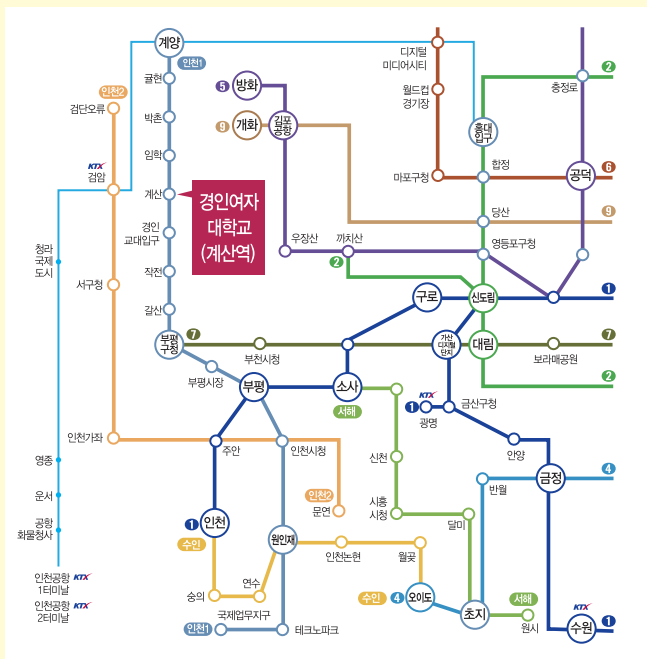 계양
인천1
귤현
박촌
임학
계산
경인
교대입구
작전
갈산
부평
구청
7
부평시장
인천2
검단오류
KTX
검암
서구청
인천가좌
청라
국제
도시
영종
운서
공항
화물청사
인천공항 KTX
1터미널
인천공항 KTX
2터미널
경인여자
대학교
(계산역)
5
방화
9
개화
김포
공항
우장산
까치산
2
디지털
미디어시티
월드컵
경기장
마포구청
홍대
입구
합정
당산
영등포구청
충정로
공덕
2
6
9
1
7
2
4
1
구로
신도림
가산
디지털
단지
대림
보라매공원
부천시청
부평
소사
서해
KTX
1
광명
금산구청
안양
금정
반월
신천
시흥
시청
달미
주안
인천시청
인천2
문연
1
인천
수인
숭의
연수
원인재
인천논현
월곶
국제업무지구
인천1
테크노파크
수인
4
오이도
초지
서해
원시
KTX
수원